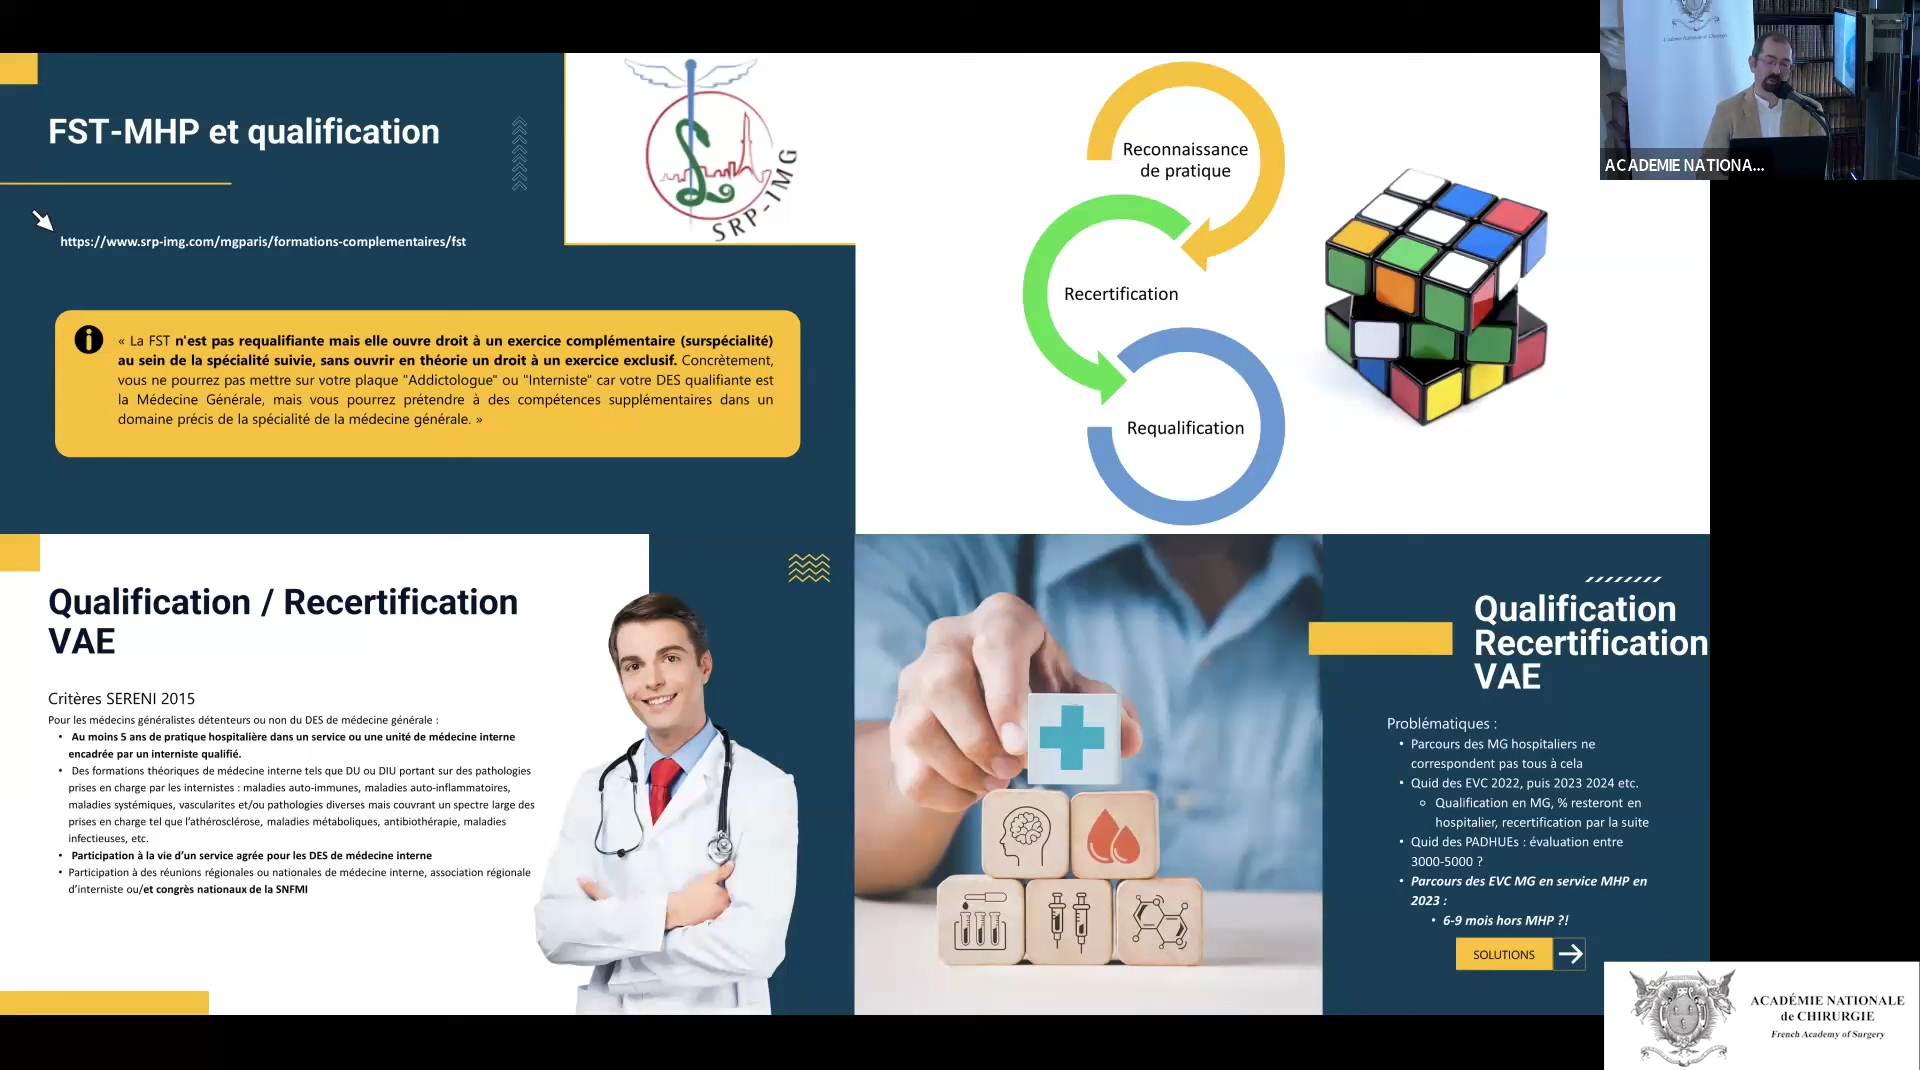 FST-MHP et qualification
https://www.srp-img.com/mgparis/formations-complementaires/fst
SRP-IMG
« La FST n'est pas requalifiante mais elle ouvre droit à un exercice complémentaire (surspécialité)
au sein de la spécialité suivie, sans ouvrir en théorie un droit à un exercice exclusif. Concrètement,
vous ne pourrez pas mettre sur votre plaque "Addictologue" ou "Interniste" car votre DES qualifiante est
la Médecine Générale, mais vous pourrez prétendre à des compétences supplémentaires dans un
domaine précis de la spécialité de la médecine générale. »
Reconnaissance
de pratique
Recertification
Requalification
ACADEMIE NATIONA...
Qualification / Recertification
VAE
Critères SERENI 2015
Pour les médecins généralistes détenteurs ou non du DES de médecine générale :
• Au moins 5 ans de pratique hospitalière dans un service ou une unité de médecine interne
encadrée par un interniste qualifié.
• Des formations théoriques de médecine interne tels que DU ou DIU portant sur des pathologies
prises en charge par les internistes : maladies auto-immunes, maladies auto-inflammatoires,
maladies systémiques, vascularites et/ou pathologies diverses mais couvrant un spectre large des
prises en charge tel que l'athérosclérose, maladies métaboliques, antibiothérapie, maladies
infectieuses, etc.
• Participation à la vie d'un service agrée pour les DES de médecine interne
• Participation à des réunions régionales ou nationales de médecine interne, association régionale
d'interniste ou/et congrès nationaux de la SNFMI
Qualification
Recertification
VAE
Problématiques :
• Parcours des MG hospitaliers ne
correspondent pas tous à cela
• Quid des EVC 2022, puis 2023 2024 etc.
o Qualification en MG, % resteront en
hospitalier, recertification par la suite
• Quid des PADHUEs : évaluation entre
3000-5000 ?
• Parcours des EVC MG en service MHP en
2023 :
• 6-9 mois hors MHP ?!
SOLUTIONS
ACADÉMIE NATIONALE
de CHIRURGIE
French Academy of Surgery